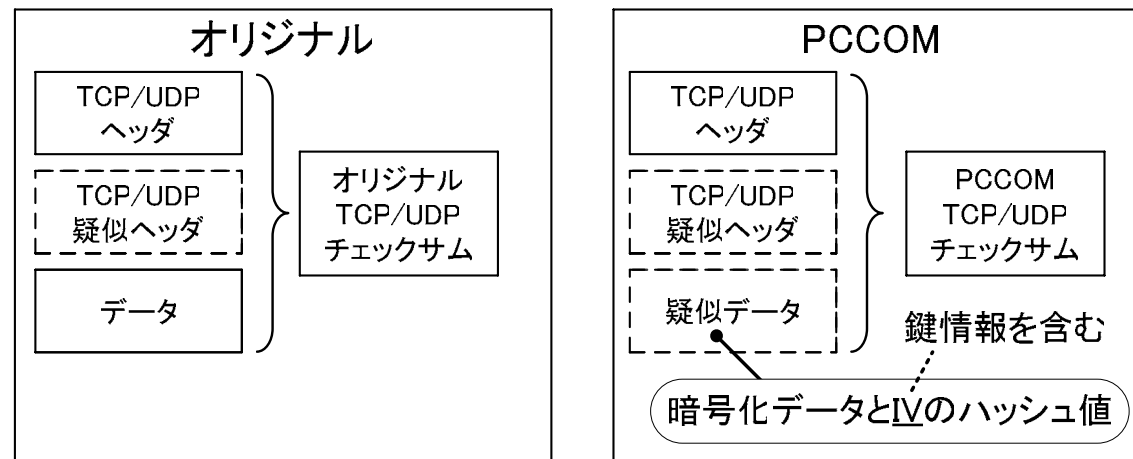 オリジナル
TCP/UDP
ヘッダ
TCP/UDP
疑似ヘッダ
データ
オリジナル
TCP/UDP
チェックサム
PCCOM
TCP/UDP
ヘッダ
TCP/UDP
疑似ヘッダ
疑似データ
PCCOM
TCP/UDP
チェックサム
鍵情報を含む
暗号化データとIVのハッシュ値